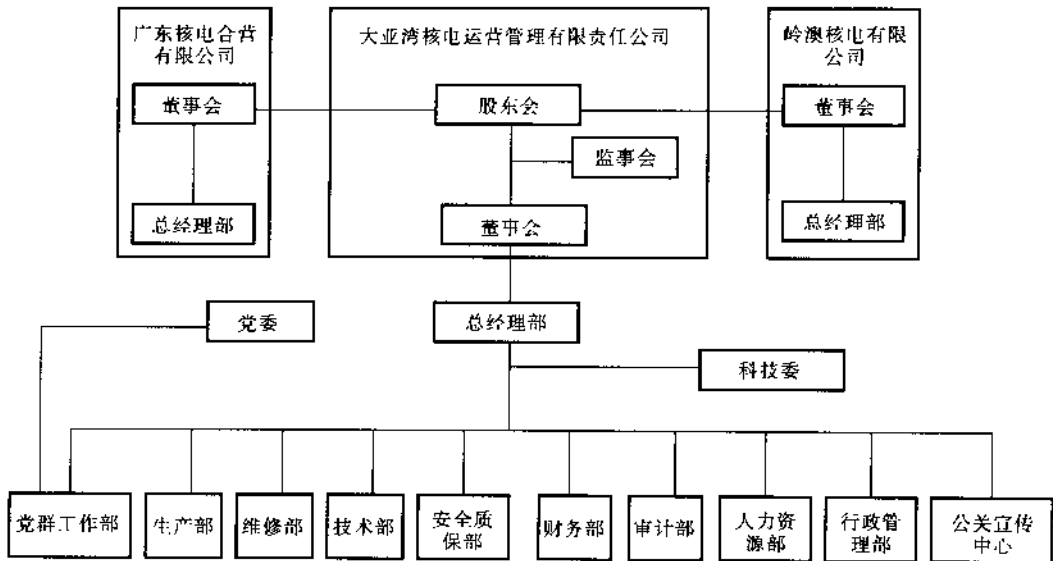 广东核电合营
有限公司
大亚湾核电运营管理有限责任公司
岭澳核电有限
公司
董事会
股东会
董事会
监事会
总经理部
董事会
总经理部
党委
总经理部
科技委
党群工作部
生产部
维修部
技术部
安全质
保部
财务部
审计部
人力资
源部
行政管
理部
公关宣传
中心